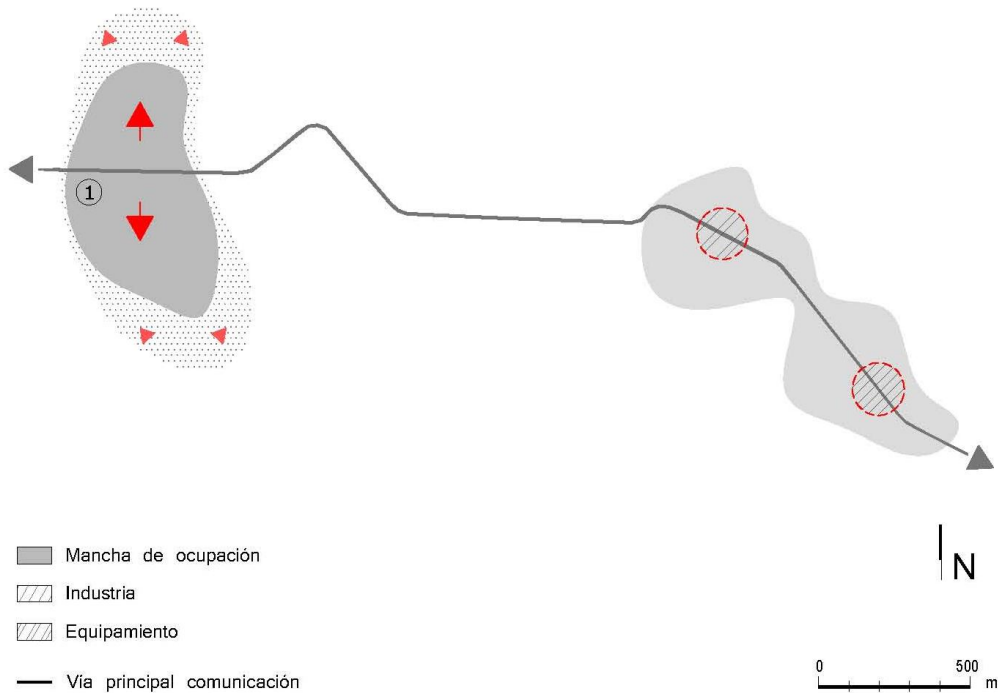 1
Mancha de ocupación
N
Industria
Equipamiento
0 500
m
Vía principal comunicación